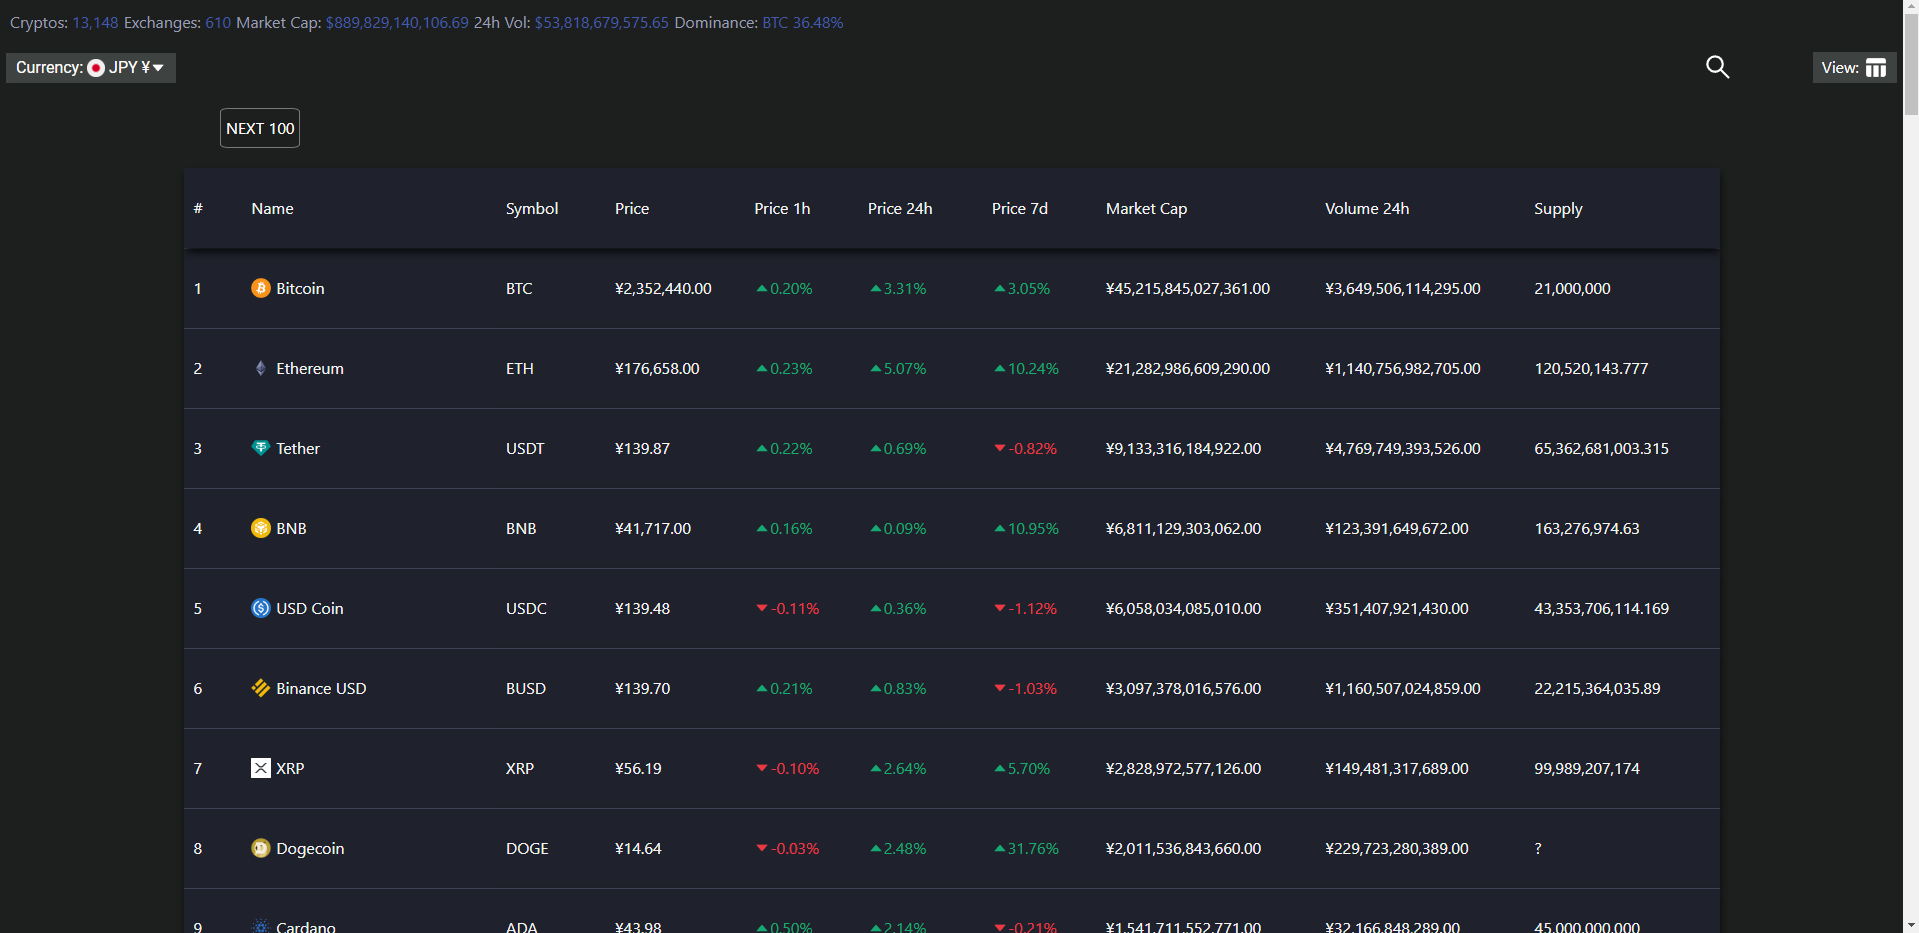 Cryptos: 13,148 Exchanges: 610 Market Cap: $889,829,140,106.69 24h Vol: $53,818,679,575.65 Dominance: BTC 36.48%
Currency: JPY ¥ View:
NEXT 100
# Name Symbol Price Price 1h Price 24h Price 7d Market Cap Volume 24h Supply
1 Bitcoin BTC ¥2,352,440.00 0.20% 3.31% 3.05% ¥45,215,845,027,361.00 ¥3,649,506,114,295.00 21,000,000
2 Ethereum ETH ¥176,658.00 0.23% 5.07% 10.24% ¥21,282,986,609,290.00 ¥1,140,756,982,705.00 120,520,143.777
3 Tether USDT ¥139.87 0.22% 0.69% -0.82% ¥9,133,316,184,922.00 ¥4,769,749,393,526.00 65,362,681,003.315
4 BNB BNB ¥41,717.00 0.16% 0.09% 10.95% ¥6,811,129,303,062.00 ¥123,391,649,672.00 163,276,974.63
5 USD Coin USDC ¥139.48 -0.11% 0.36% -1.12% ¥6,058,034,085,010.00 ¥351,407,921,430.00 43,353,706,114.169
6 Binance USD BUSD ¥139.70 0.21% 0.83% -1.03% ¥3,097,378,016,576.00 ¥1,160,507,024,859.00 22,215,364,035.89
7 XRP XRP ¥56.19 -0.10% 2.64% 5.70% ¥2,828,972,577,126.00 ¥149,481,317,689.00 99,989,207,174
8 Dogecoin DOGE ¥14.64 -0.03% 2.48% 31.76% ¥2,011,536,843,660.00 ¥229,723,280,389.00 ?
9 Cardano ADA ¥43.98 0.50% 2.14% -0.21% ¥1,541,711,552,771.00 ¥32,166,848,289.00 45,000,000,000